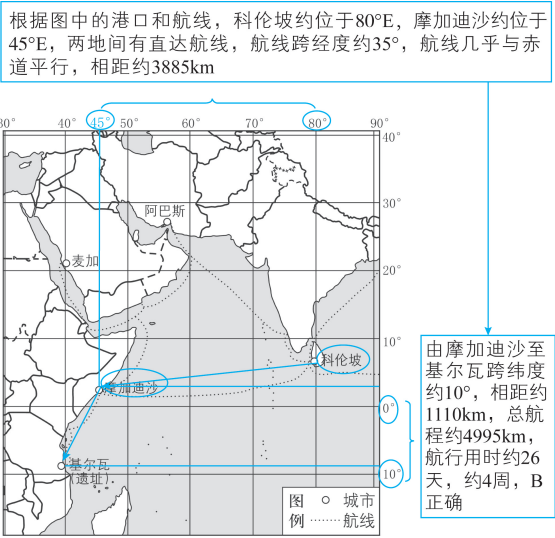 根据图中的港口和航线，科伦坡约位于80°E，摩加迪沙约位于
45°E，两地间有直达航线，航线跨经度约35°，航线几乎与赤
道平行，相距约3885km
30° 40° 45° 50° 60° 70° 80° 90°
40°
30°
阿巴斯
麦加
20°
10°
科伦坡
摩加迪沙
0°
基尔瓦
(遗址)
10°
图例
城市
航线
由摩加迪沙至
基尔瓦跨纬度
约10°，相距约
1110km，总航
程约4995km，
航行用时约26
天，约4周，B
正确